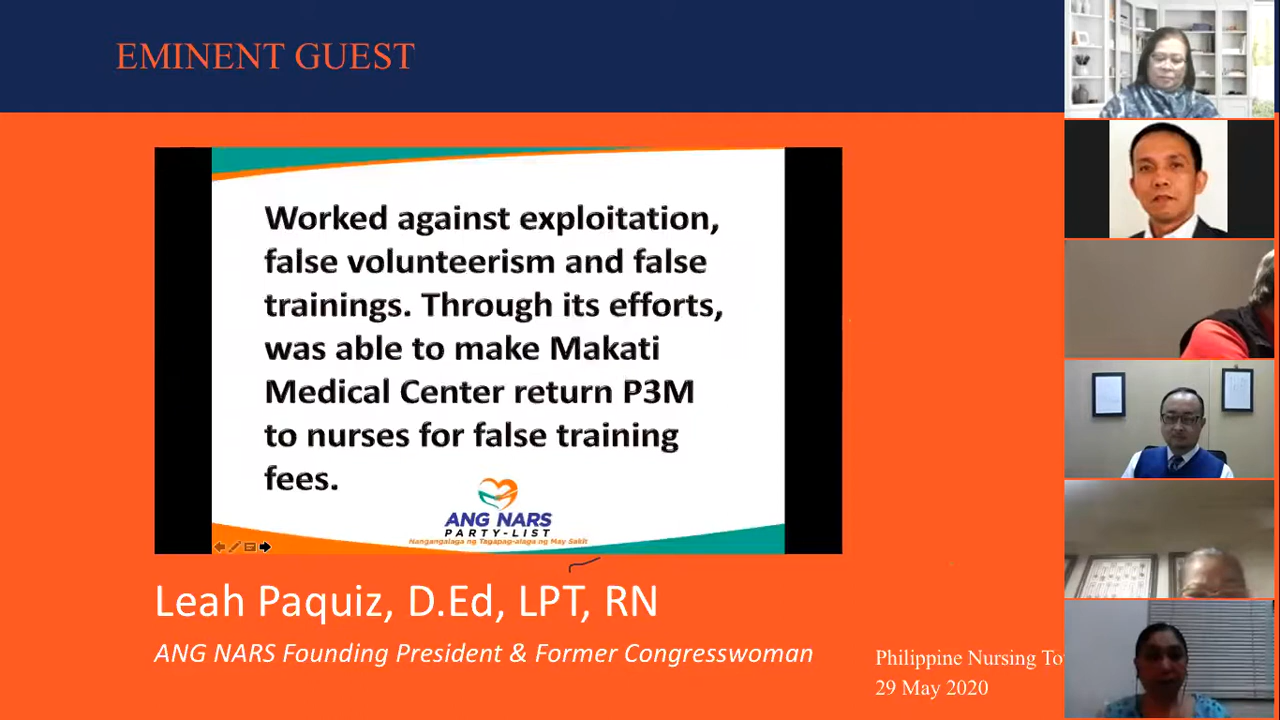 EMINENT GUEST
Worked against exploitation,
false volunteerism and false
trainings. Through its efforts,
was able to make Makati
Medical Center return P3M
to nurses for false training
fees.
ANG NARS
PARTY-LIST
Nangangalaga ng Tagapag-alaga ng May Sakit
Leah Paquiz, D.Ed, LPT, RN
ANG NARS Founding President & Former Congresswoman
Philippine Nursing
29 May 2020